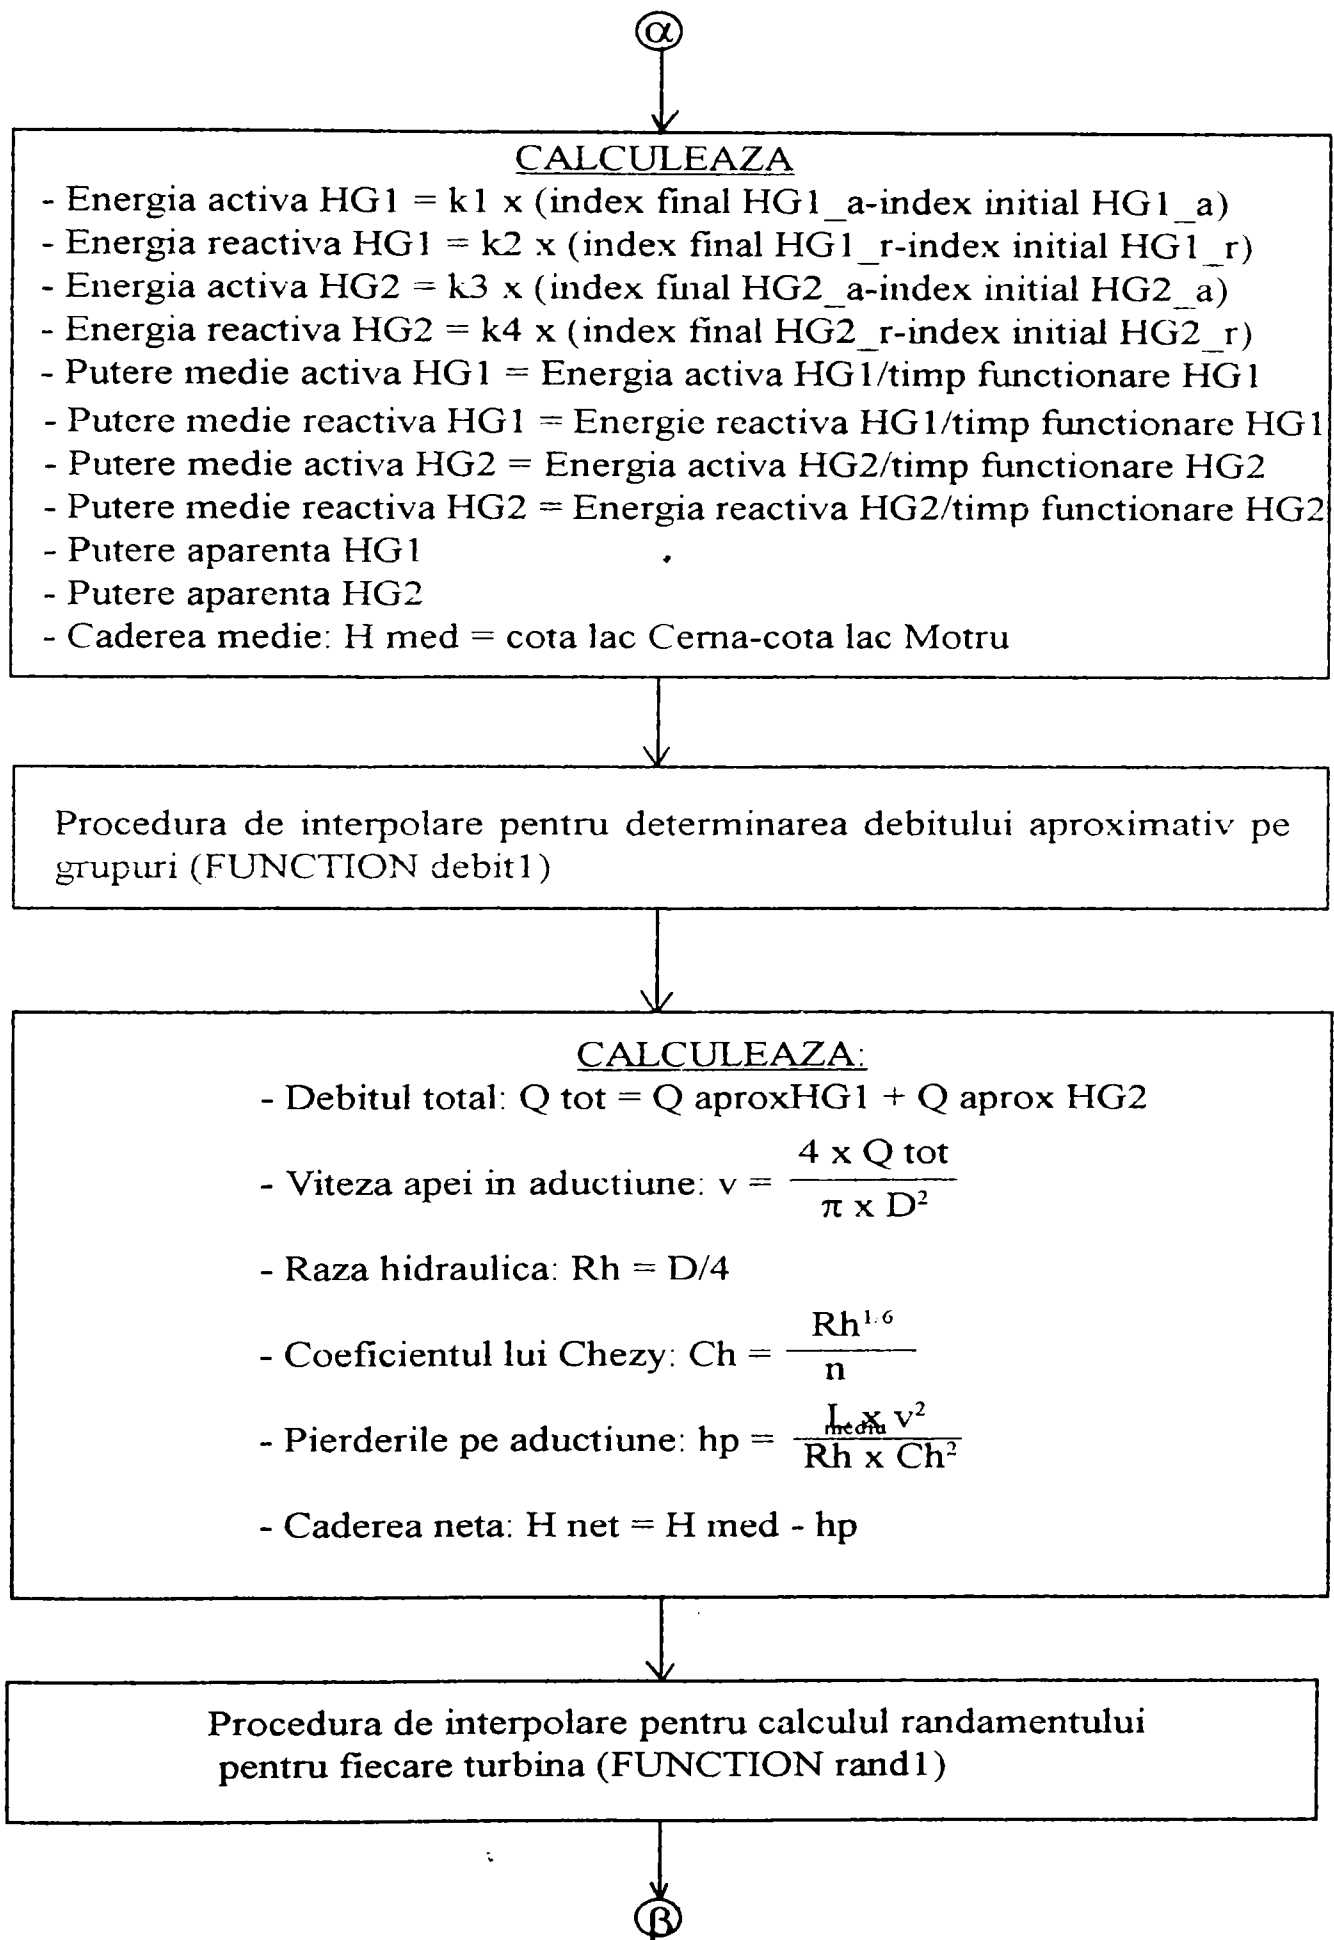 α
CALCULEAZA
- Energia activa HG1 = k1 x (index final HG1_a-index initial HG1_a)
- Energia reactiva HG1 = k2 x (index final HG1_r-index initial HG1_r)
- Energia activa HG2 = k3 x (index final HG2_a-index initial HG2_a)
- Energia reactiva HG2 = k4 x (index final HG2_r-index initial HG2_r)
- Putere medie activa HG1 = Energia activa HG1/timp functionare HG1
- Putere medie reactiva HG1 = Energie reactiva HG1/timp functionare HG1
- Putere medie activa HG2 = Energia activa HG2/timp functionare HG2
- Putere medie reactiva HG2 = Energia reactiva HG2/timp functionare HG2
- Putere aparenta HG1
- Putere aparenta HG2
- Caderea medie: H med = cota lac Cerna-cota lac Motru
Procedura de interpolare pentru determinarea debitului aproximativ pe
grupuri (FUNCTION debit1)
CALCULEAZA:
- Debitul total: Q tot = Q aproxHG1 + Q aprox HG2
4 x Q tot
- Viteza apei in aductiune: v =
π x D²
- Raza hidraulica: Rh = D/4
Rh^1/6
- Coeficientul lui Chezy: Ch =
n
L x v²
mediu
- Pierderile pe aductiune: hp =
Rh x Ch²
- Caderea neta: H net = H med - hp
Procedura de interpolare pentru calculul randamentului
pentru fiecare turbina (FUNCTION rand1)
β